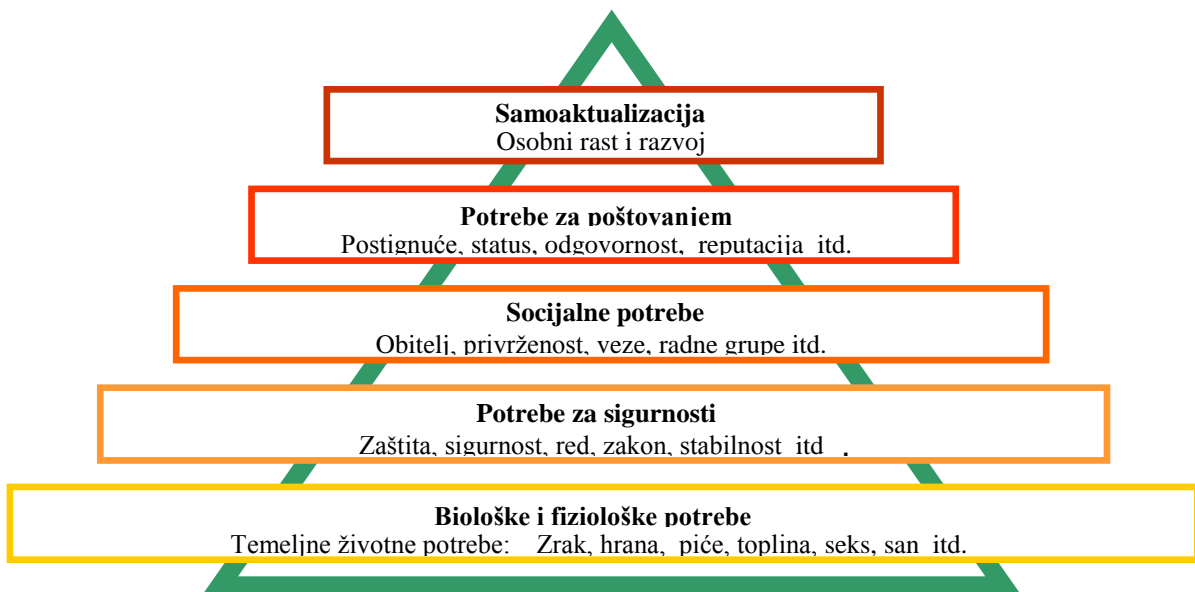 Samoaktualizacija
Osobni rast i razvoj
Potrebe za poštovanjem
Postignuće, status, odgovornost, reputacija itd.
Socijalne potrebe
Obitelj, privrženost, veze, radne grupe itd.
Potrebe za sigurnosti
Zaštita, sigurnost, red, zakon, stabilnost itd .
Biološke i fiziološke potrebe
Temeljne životne potrebe: Zrak, hrana, piće, toplina, seks, san itd.